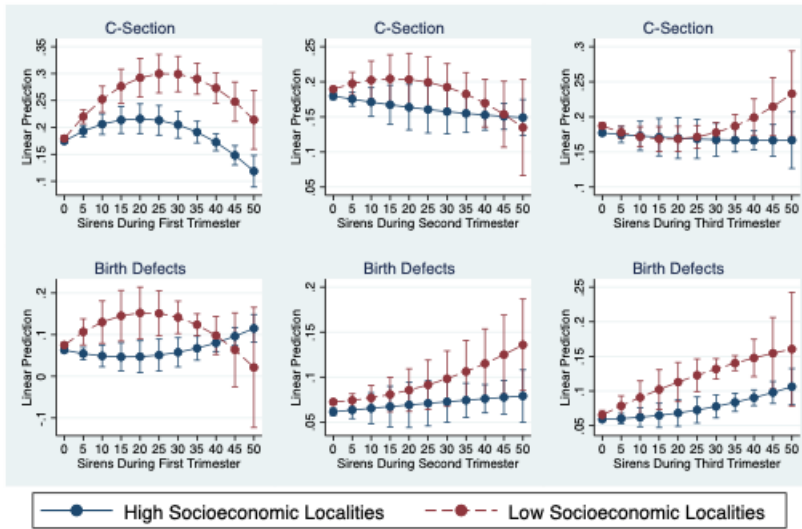 C-Section
C-Section
C-Section
Linear Prediction
.1 .15 .2 .25 .3 .35
0 5 10 15 20 25 30 35 40 45 50
Sirens During First Trimester
Linear Prediction
.05 .1 .15 .2 .25
0 5 10 15 20 25 30 35 40 45 50
Sirens During Second Trimester
Linear Prediction
.1 .15 .2 .25 .3
0 5 10 15 20 25 30 35 40 45 50
Sirens During Third Trimester
Birth Defects
Birth Defects
Birth Defects
Linear Prediction
-.1 0 .1 .2
0 5 10 15 20 25 30 35 40 45 50
Sirens During First Trimester
Linear Prediction
.05 .1 .15 .2
0 5 10 15 20 25 30 35 40 45 50
Sirens During Second Trimester
Linear Prediction
.05 .1 .15 .2 .25
0 5 10 15 20 25 30 35 40 45 50
Sirens During Third Trimester
High Socioeconomic Localities
Low Socioeconomic Localities